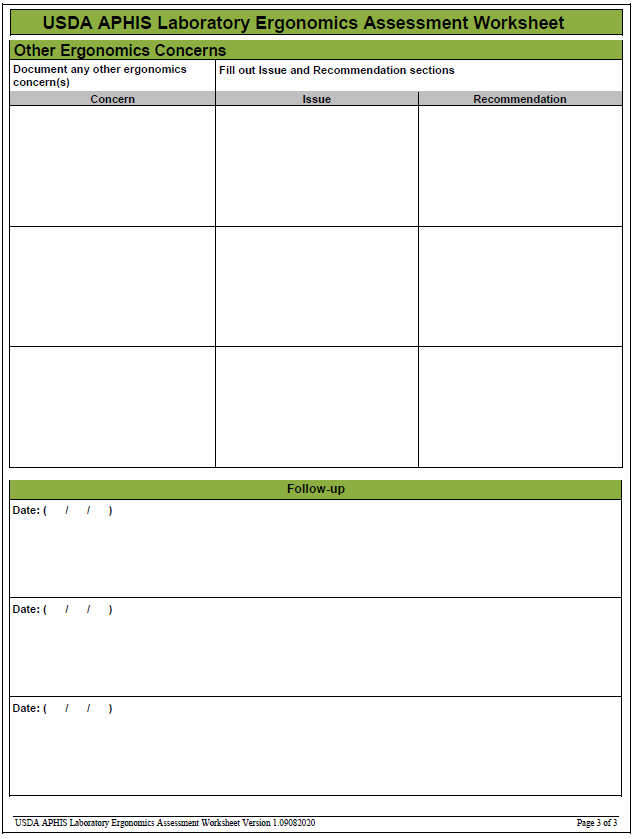 USDA APHIS Laboratory Ergonomics Assessment Worksheet
Other Ergonomics Concerns
Document any other ergonomics concern(s)
Fill out Issue and Recommendation sections
Concern Issue Recommendation
Follow-up
Date: ( / / )
Date: ( / / )
Date: ( / / )
USDA APHIS Laboratory Ergonomics Assessment Worksheet Version 1.09082020 Page 3 of 3